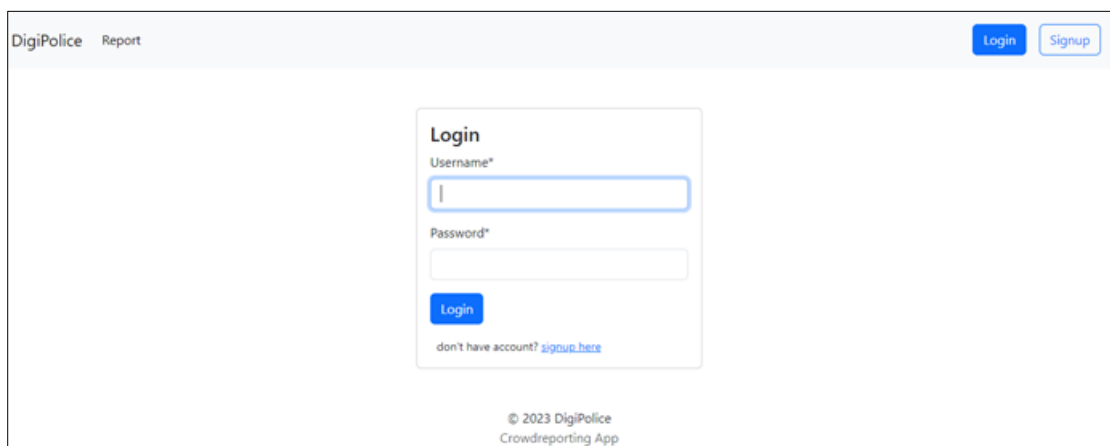 DigiPolice Report Login Signup
Login
Username*
Password*
Login
don't have account? signup here
© 2023 DigiPolice
Crowdreporting App